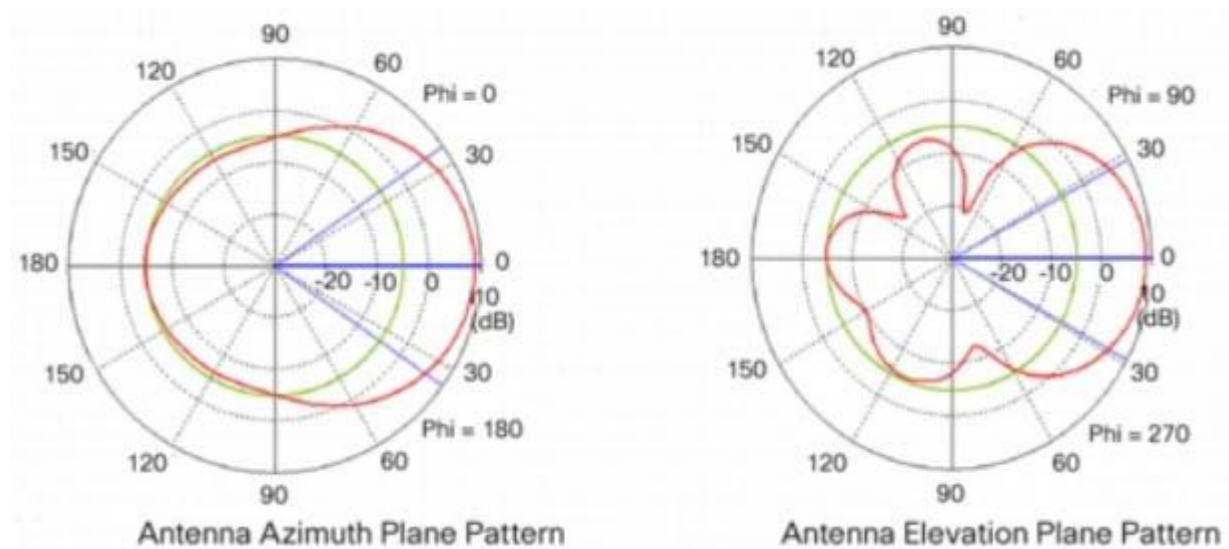 90
120
60
Phi = 0
150
30
180
0
-20 -10 0 10
(dB)
150
30
Phi = 180
120
60
90
Antenna Azimuth Plane Pattern
90
120
60
Phi = 90
150
30
180
0
-20 -10 0 10
(dB)
150
30
Phi = 270
120
60
90
Antenna Elevation Plane Pattern